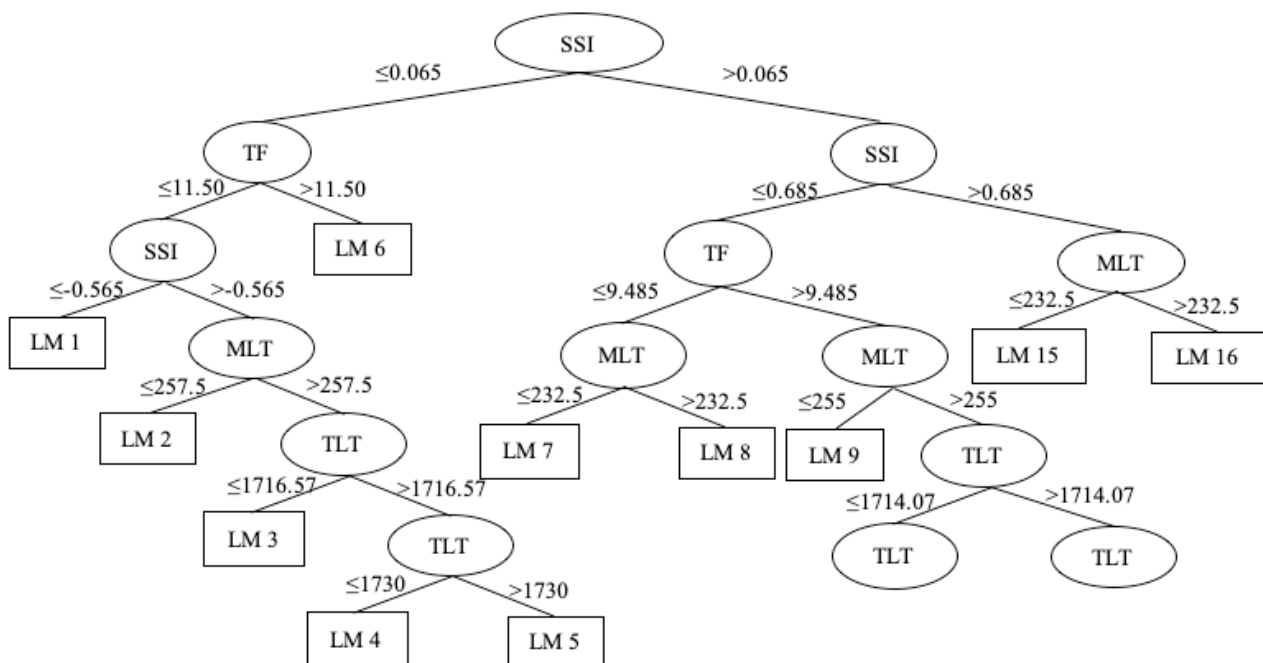 SSI
≤0.065 >0.065
TF SSI
≤11.50 >11.50 ≤0.685 >0.685
SSI LM 6 TF MLT
≤-0.565 >-0.565 ≤9.485 >9.485 ≤232.5 >232.5
LM 1 MLT MLT MLT LM 15 LM 16
≤257.5 >257.5 ≤232.5 >232.5 ≤255 >255
LM 2 TLT LM 7 LM 8 LM 9 TLT
≤1716.57 >1716.57 ≤1714.07 >1714.07
LM 3 TLT TLT TLT
≤1730 >1730
LM 4 LM 5